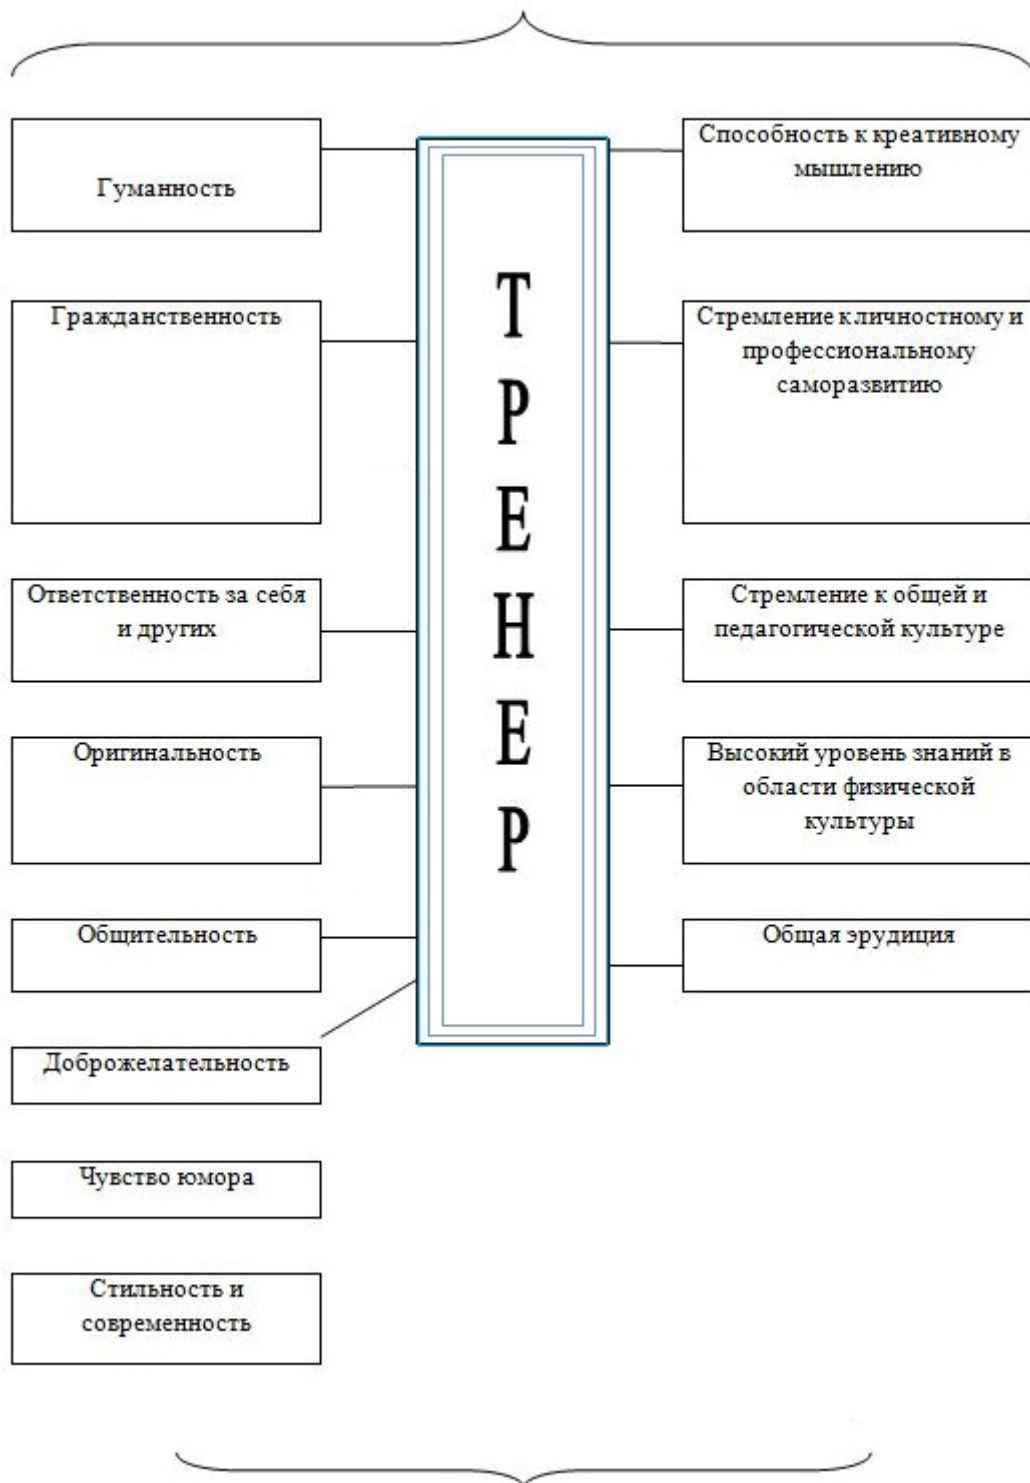 Гуманность
Способность к креативному
мышлению
Гражданственность
Стремление к личностному и
профессиональному
саморазвитию
ТРЕНЕР
Ответственность за себя
и других
Стремление к общей и
педагогической культуре
Оригинальность
Высокий уровень знаний в
области физической
культуры
Общительность
Общая эрудиция
Доброжелательность
Чувство юмора
Стильность и
современность